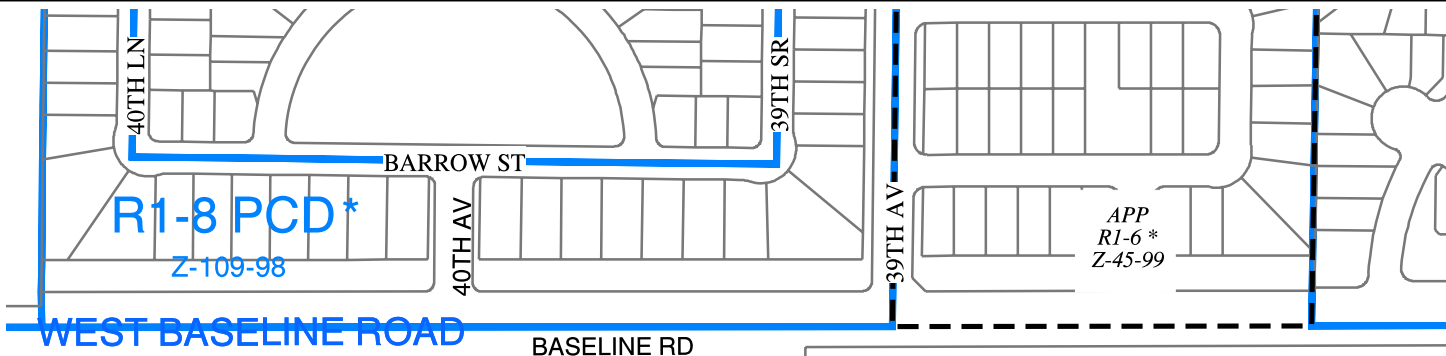 40TH LN
39TH SR
BARROW ST
R1-8 PCD*
Z-109-98
40TH AV
39TH AV
APP
R1-6 *
Z-45-99
WEST BASELINE ROAD
BASELINE RD